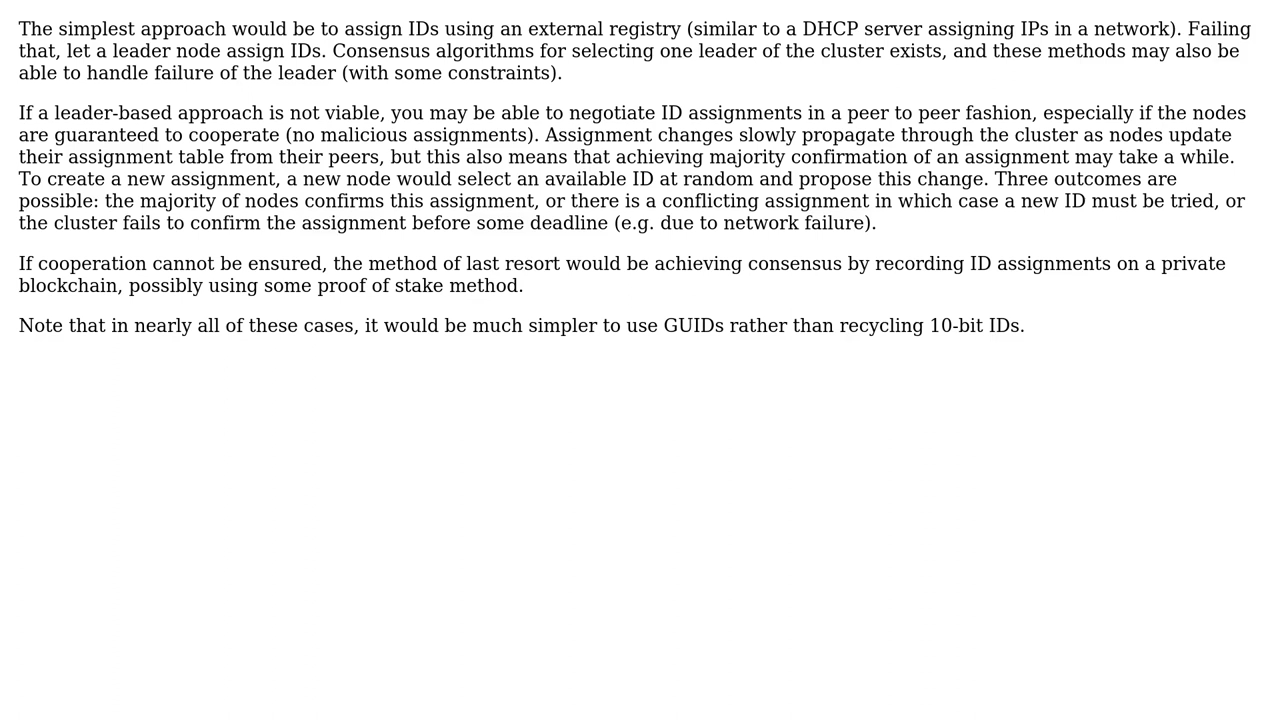 The simplest approach would be to assign IDs using an external registry (similar to a DHCP server assigning IPs in a network). Failing
that, let a leader node assign IDs. Consensus algorithms for selecting one leader of the cluster exists, and these methods may also be
able to handle failure of the leader (with some constraints).
If a leader-based approach is not viable, you may be able to negotiate ID assignments in a peer to peer fashion, especially if the nodes
are guaranteed to cooperate (no malicious assignments). Assignment changes slowly propagate through the cluster as nodes update
their assignment table from their peers, but this also means that achieving majority confirmation of an assignment may take a while.
To create a new assignment, a new node would select an available ID at random and propose this change. Three outcomes are
possible: the majority of nodes confirms this assignment, or there is a conflicting assignment in which case a new ID must be tried, or
the cluster fails to confirm the assignment before some deadline (e.g. due to network failure).
If cooperation cannot be ensured, the method of last resort would be achieving consensus by recording ID assignments on a private
blockchain, possibly using some proof of stake method.
Note that in nearly all of these cases, it would be much simpler to use GUIDs rather than recycling 10-bit IDs.